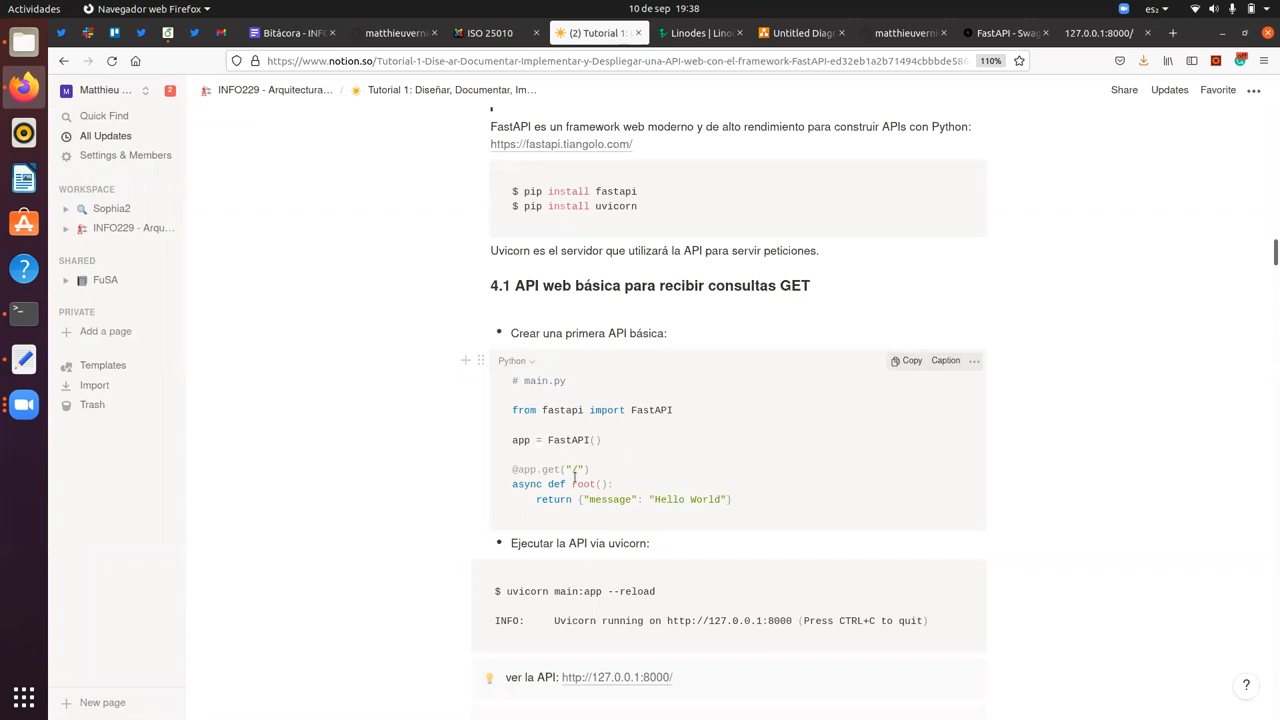 Actividades
Navegador web Firefox
10 de sep 19:38
es₂
Bitácora - INFO
matthieuverni
ISO 25010
(2) Tutorial 1:
Linodes | Lino
Untitled Diagr
matthieuverni
FastAPI - Swag
127.0.0.1:8000/
https://www.notion.so/Tutorial-1-Dise-ar-Documentar-Implementar-y-Despliegar-una-API-web-con-el-framework-FastAPI-ed32eb1a2b71494cbbbde586
110%
Matthieu ...
2
INFO229 - Arquitectura...
/
Tutorial 1: Diseñar, Documentar, Im...
Share
Updates
Favorite
Quick Find
All Updates
Settings & Members
WORKSPACE
Sophia2
INFO229 - Arqu...
SHARED
FuSA
PRIVATE
Add a page
Templates
Import
Trash
New page
FastAPI es un framework web moderno y de alto rendimiento para construir APIs con Python:
https://fastapi.tiangolo.com/
$ pip install fastapi
$ pip install uvicorn
Uvicorn es el servidor que utilizará la API para servir peticiones.
4.1 API web básica para recibir consultas GET
• Crear una primera API básica:
Python
Copy
Caption
# main.py
from fastapi import FastAPI
app = FastAPI()
@app.get("/")
async def root():
return {"message": "Hello World"}
• Ejecutar la API via uvicorn:
$ uvicorn main:app --reload
INFO: Uvicorn running on http://127.0.0.1:8000 (Press CTRL+C to quit)
ver la API: http://127.0.0.1:8000/
?